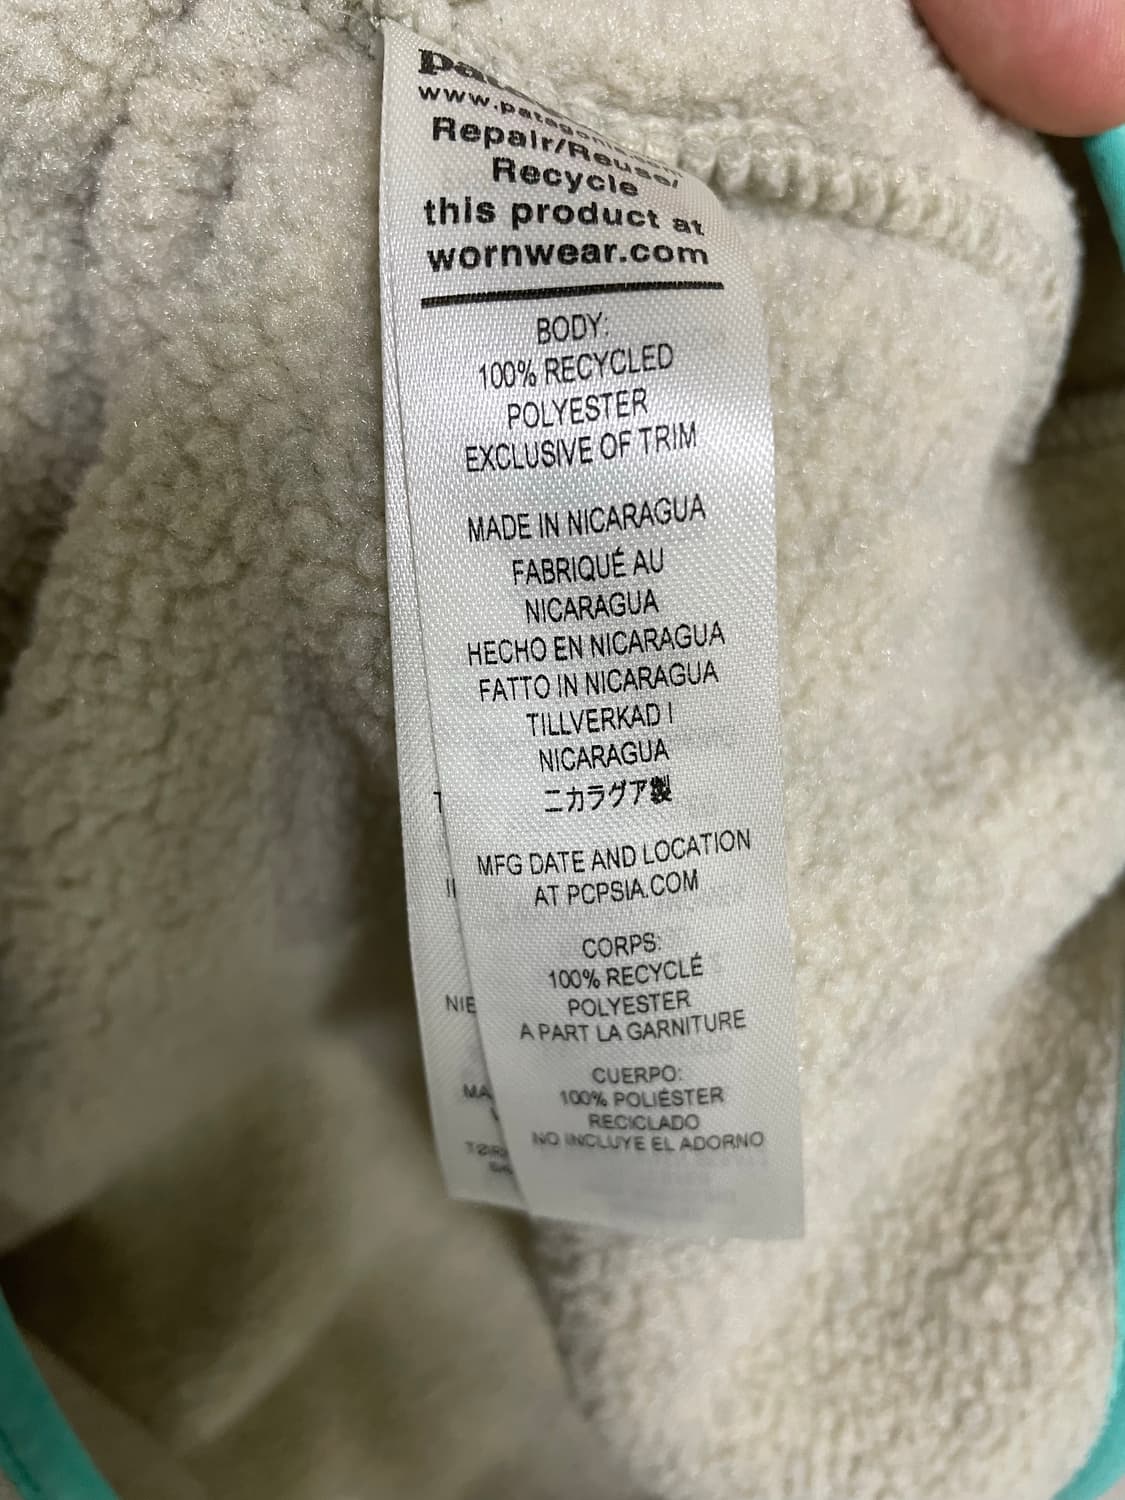 www.patagonia.com
Repair/Reuse/
Recycle
this product at
wornwear.com
BODY:
100% RECYCLED
POLYESTER
EXCLUSIVE OF TRIM
MADE IN NICARAGUA
FABRIQUÉ AU
NICARAGUA
HECHO EN NICARAGUA
FATTO IN NICARAGUA
TILLVERKAD I
NICARAGUA
ニカラグア製
MFG DATE AND LOCATION
AT PCPSIA.COM
CORPS:
100% RECYCLÉ
POLYESTER
A PART LA GARNITURE
CUERPO:
100% POLIÉSTER
RECICLADO
NO INCLUYE EL ADORNO